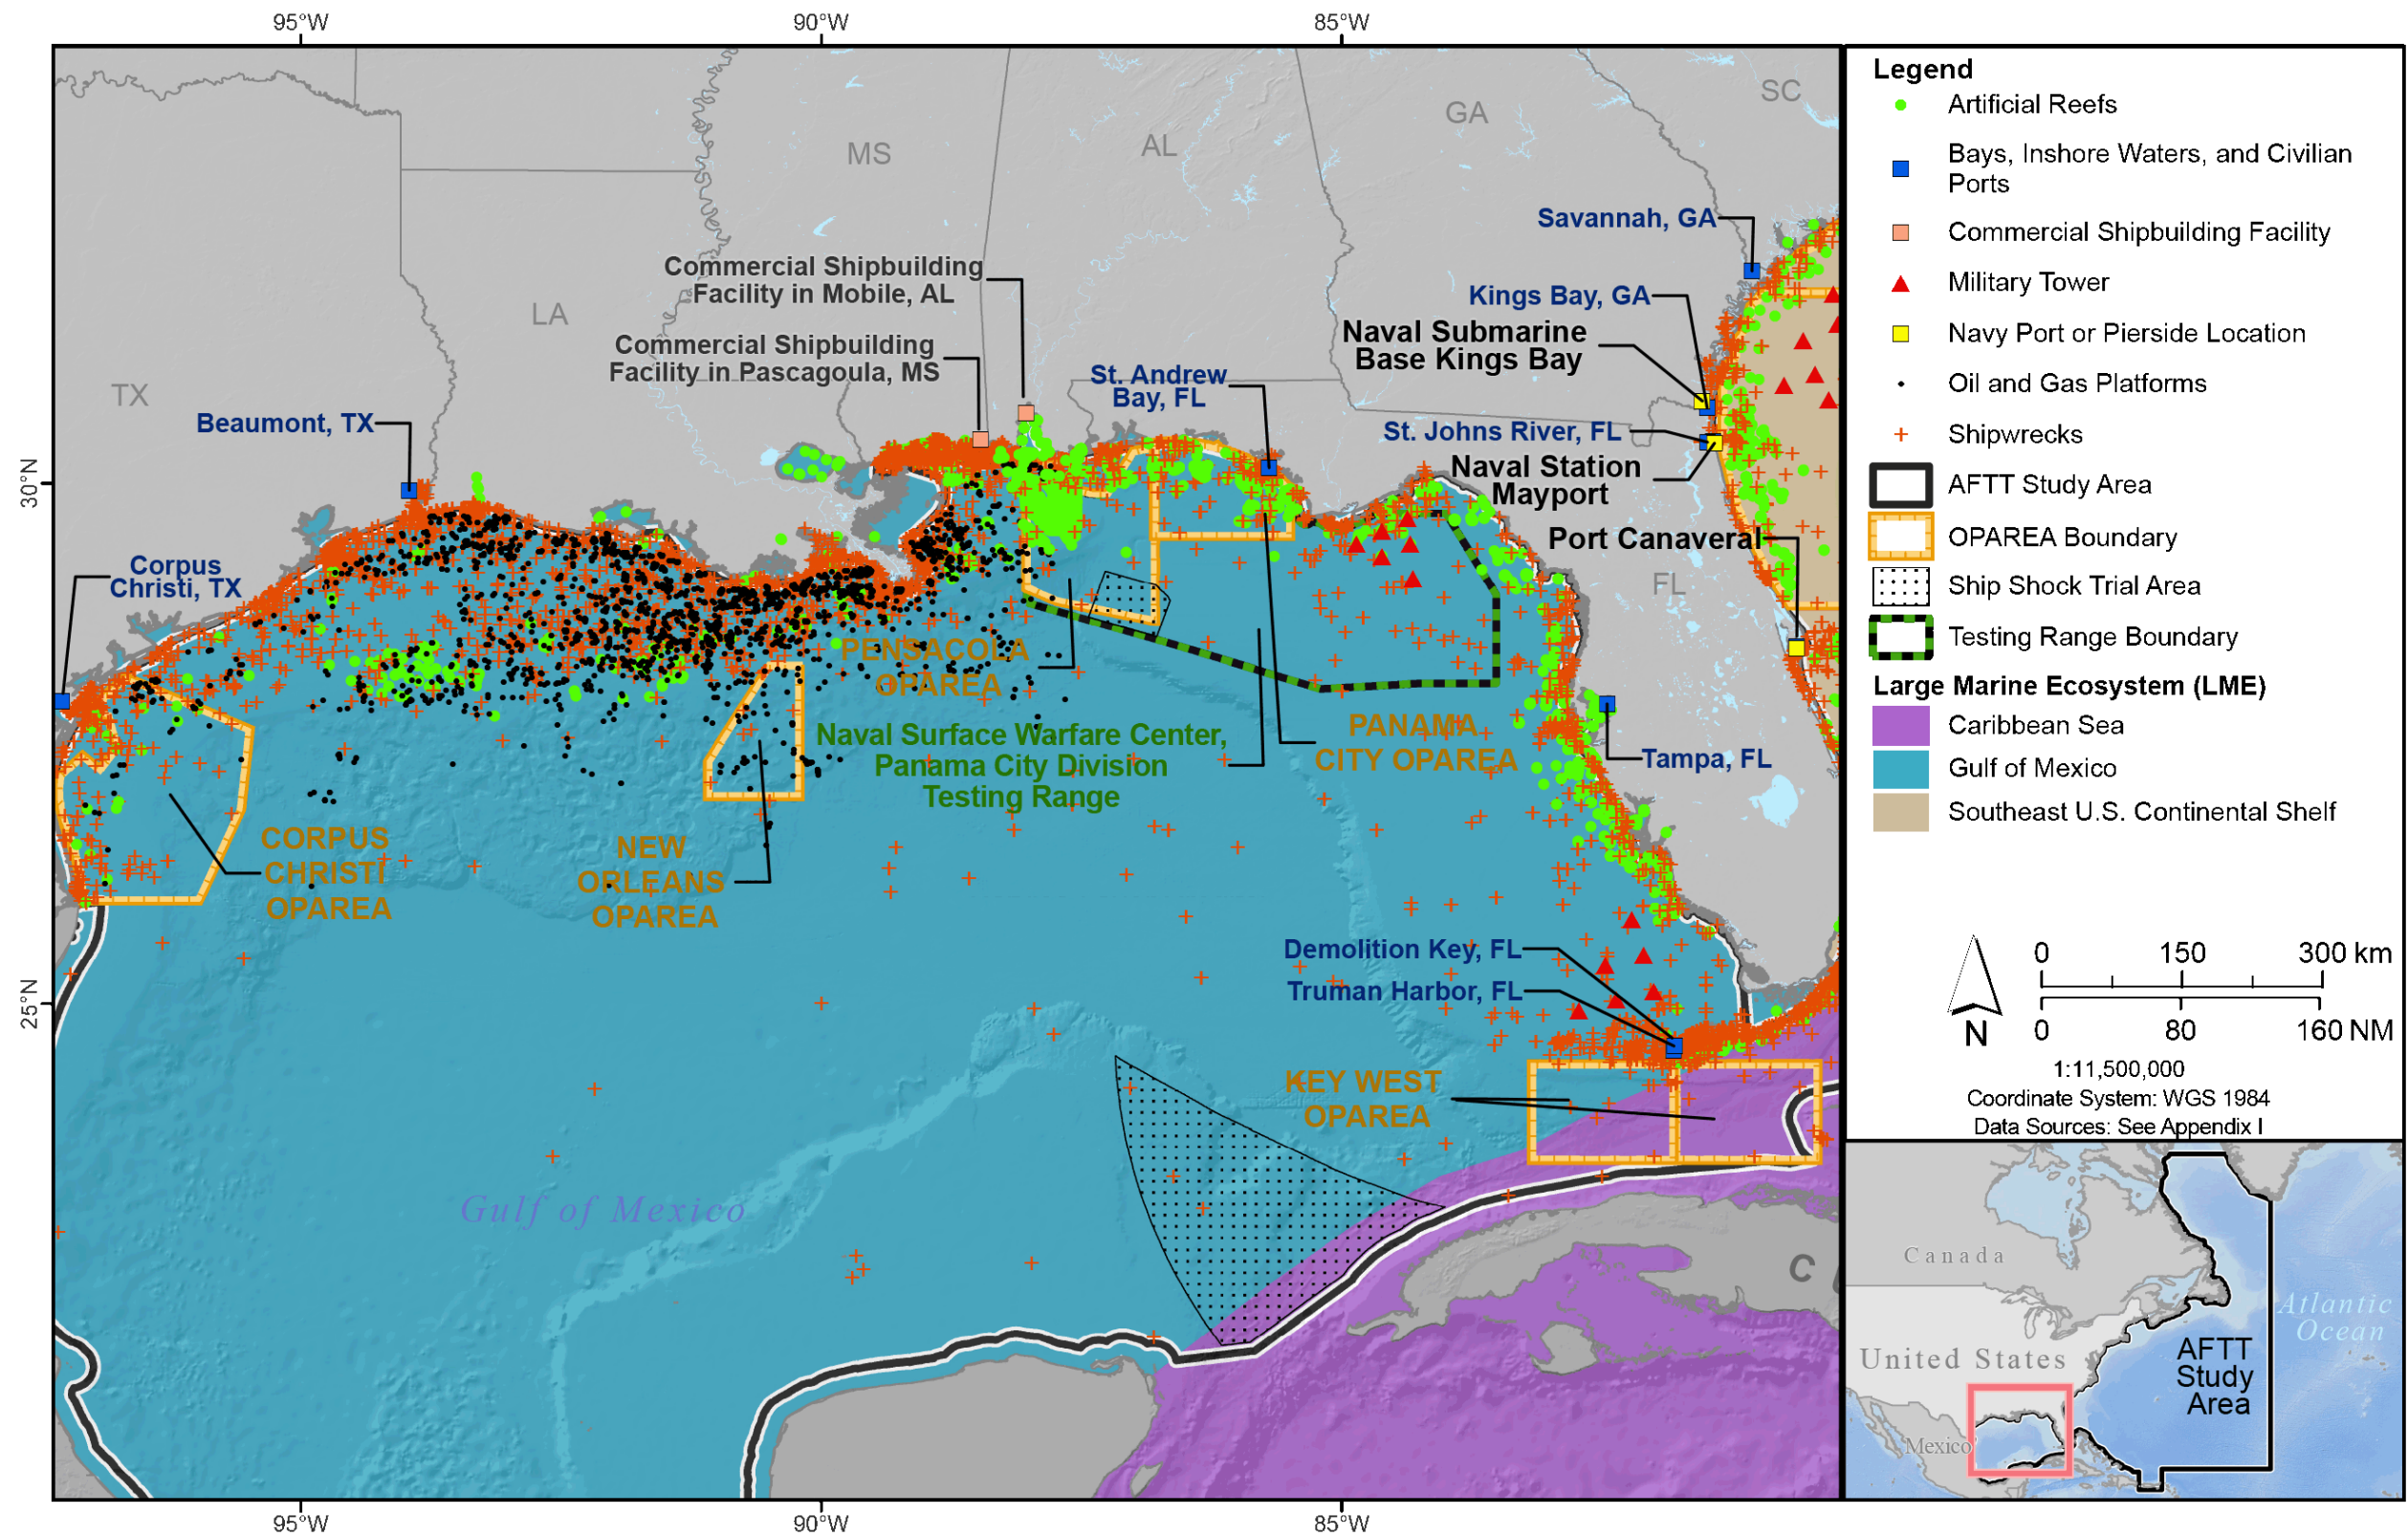 95°W
90°W
85°W
30°N
25°N
95°W
90°W
85°W
TX
LA
MS
AL
GA
SC
FL
Savannah, GA
Commercial Shipbuilding
Facility in Mobile, AL
Kings Bay, GA
Naval Submarine
Base Kings Bay
Commercial Shipbuilding
Facility in Pascagoula, MS
St. Andrew
Bay, FL
Beaumont, TX
St. Johns River, FL
Naval Station
Mayport
Port Canaveral
Corpus
Christi, TX
PENSACOLA
OPAREA
Naval Surface Warfare Center,
Panama City Division
Testing Range
PANAMA
CITY OPAREA
Tampa, FL
CORPUS
CHRISTI
OPAREA
NEW
ORLEANS
OPAREA
Demolition Key, FL
Truman Harbor, FL
KEY WEST
OPAREA
Gulf of Mexico
C
Legend
Artificial Reefs
Bays, Inshore Waters, and Civilian
Ports
Commercial Shipbuilding Facility
Military Tower
Navy Port or Pierside Location
Oil and Gas Platforms
Shipwrecks
AFTT Study Area
OPAREA Boundary
Ship Shock Trial Area
Testing Range Boundary
Large Marine Ecosystem (LME)
Caribbean Sea
Gulf of Mexico
Southeast U.S. Continental Shelf
N
0 150 300 km
0 80 160 NM
1:11,500,000
Coordinate System: WGS 1984
Data Sources: See Appendix I
Canada
United States
Mexico
Atlantic
Ocean
AFTT
Study
Area